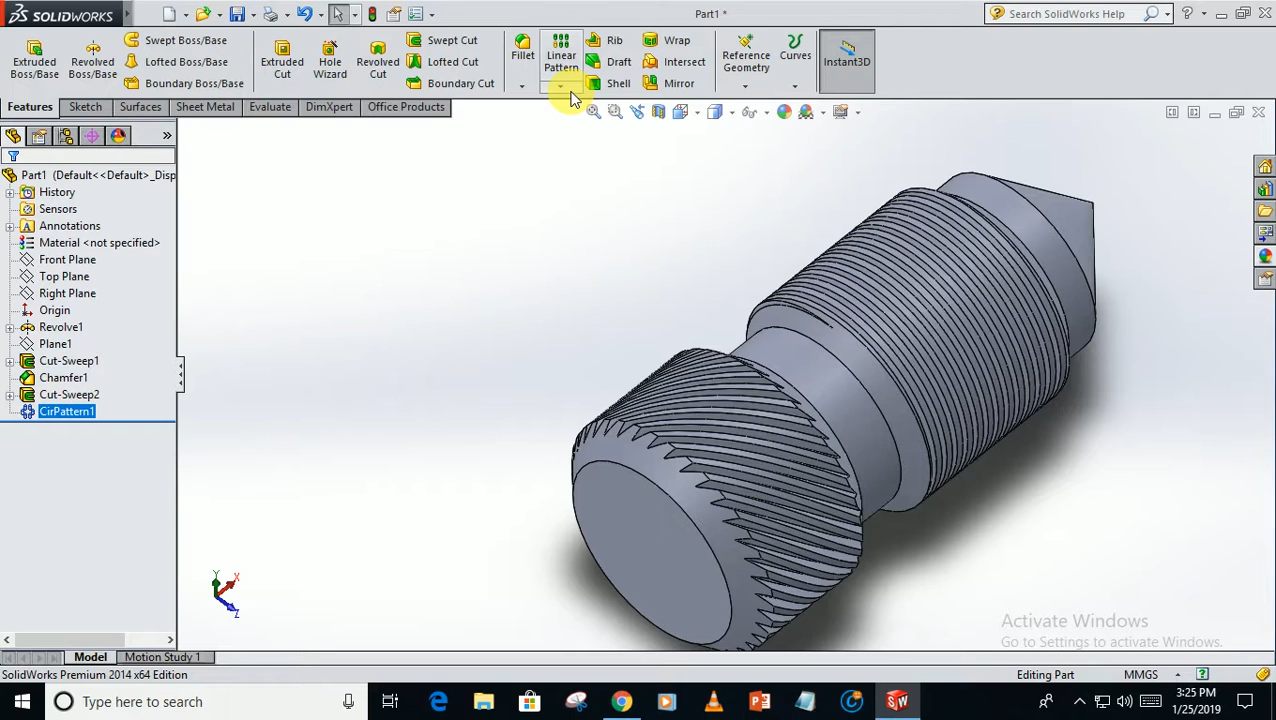 SOLIDWORKS
Part1 *
Search SolidWorks Help
Extruded Boss/Base
Revolved Boss/Base
Swept Boss/Base
Lofted Boss/Base
Boundary Boss/Base
Extruded Cut
Hole Wizard
Revolved Cut
Swept Cut
Lofted Cut
Boundary Cut
Fillet
Linear Pattern
Rib
Draft
Shell
Wrap
Intersect
Mirror
Reference Geometry
Curves
Instant3D
Features
Sketch
Surfaces
Sheet Metal
Evaluate
DimXpert
Office Products
Part1 (Default<<Default>_Disp
History
Sensors
Annotations
Material <not specified>
Front Plane
Top Plane
Right Plane
Origin
Revolve1
Plane1
Cut-Sweep1
Chamfer1
Cut-Sweep2
CirPattern1
Y
X
Z
Activate Windows
Go to Settings to activate Windows.
Model
Motion Study 1
SolidWorks Premium 2014 x64 Edition
Editing Part
MMGS
Type here to search
3:25 PM
1/25/2019